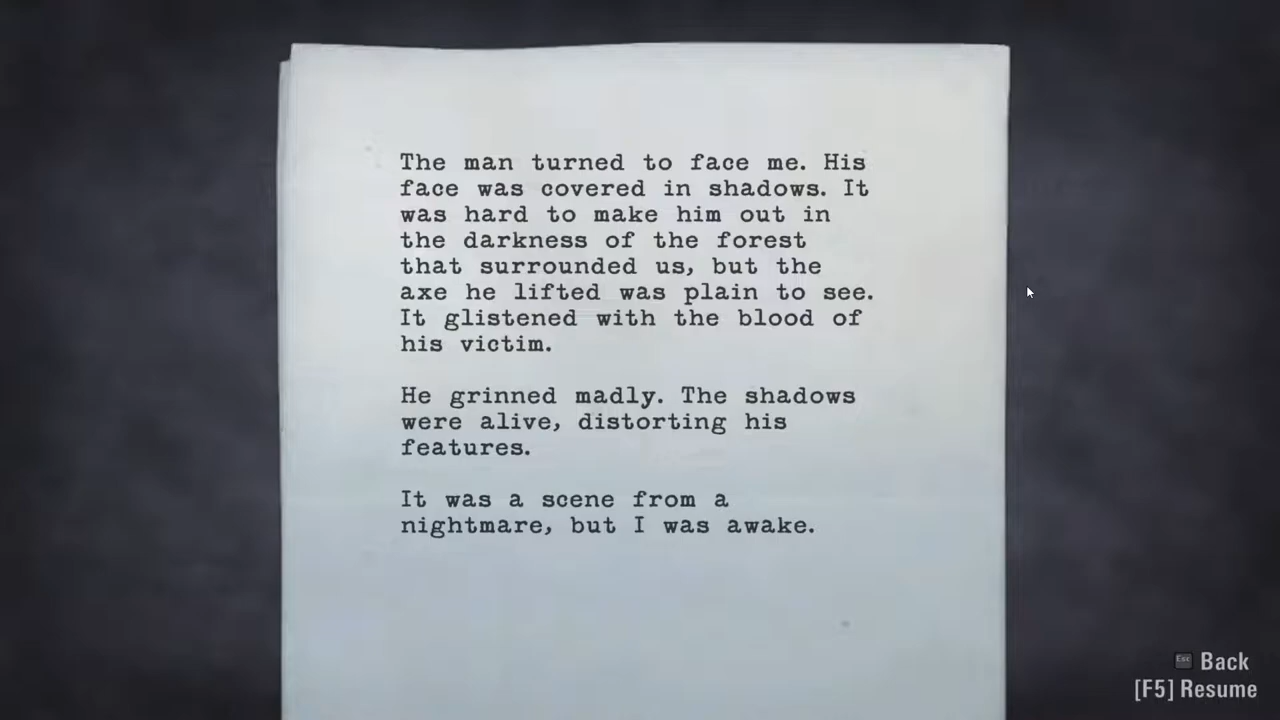 The man turned to face me. His
face was covered in shadows. It
was hard to make him out in
the darkness of the forest
that surrounded us, but the
axe he lifted was plain to see.
It glistened with the blood of
his victim.
He grinned madly. The shadows
were alive, distorting his
features.
It was a scene from a
nightmare, but I was awake.
Esc Back
[F5] Resume